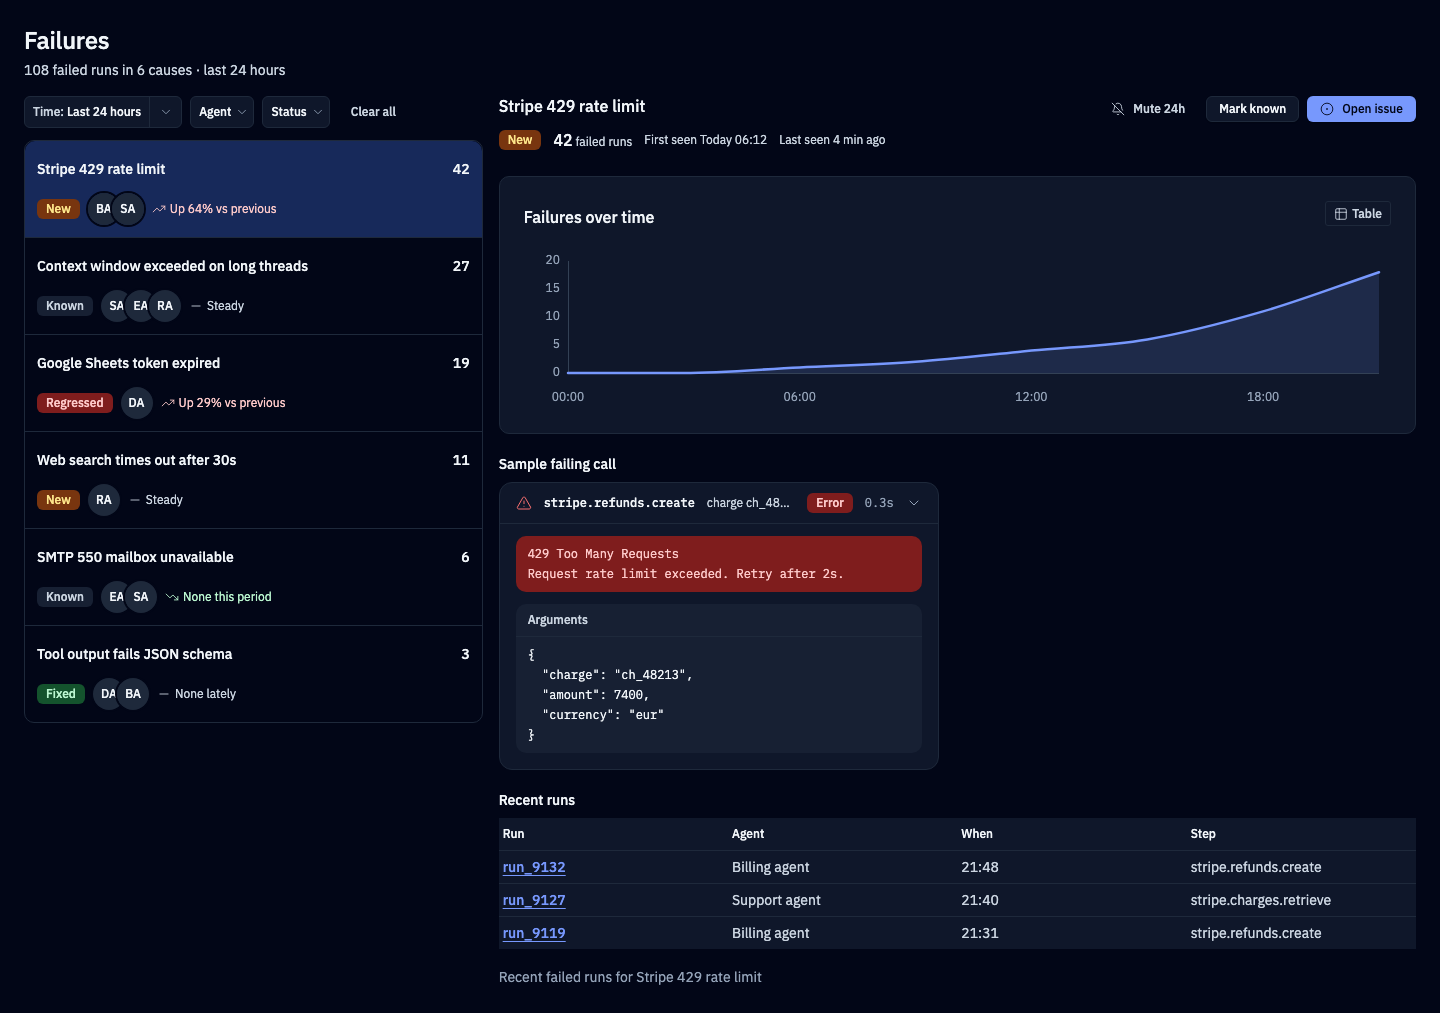 Failures
108 failed runs in 6 causes · last 24 hours
Time: Last 24 hours
Agent
Status
Clear all
Stripe 429 rate limit
42
New
BA
SA
Up 64% vs previous
Context window exceeded on long threads
27
Known
SA
EA
RA
Steady
Google Sheets token expired
19
Regressed
DA
Up 29% vs previous
Web search times out after 30s
11
New
RA
Steady
SMTP 550 mailbox unavailable
6
Known
EA
SA
None this period
Tool output fails JSON schema
3
Fixed
DA
BA
None lately
Stripe 429 rate limit
Mute 24h
Mark known
Open issue
New
42 failed runs
First seen Today 06:12
Last seen 4 min ago
Failures over time
Table
20
15
10
5
0
00:00
06:00
12:00
18:00
Sample failing call
stripe.refunds.create
charge ch_48…
Error
0.3s
429 Too Many Requests
Request rate limit exceeded. Retry after 2s.
Arguments
{
"charge": "ch_48213",
"amount": 7400,
"currency": "eur"
}
Recent runs
Run Agent When Step
run_9132 Billing agent 21:48 stripe.refunds.create
run_9127 Support agent 21:40 stripe.charges.retrieve
run_9119 Billing agent 21:31 stripe.refunds.create
Recent failed runs for Stripe 429 rate limit